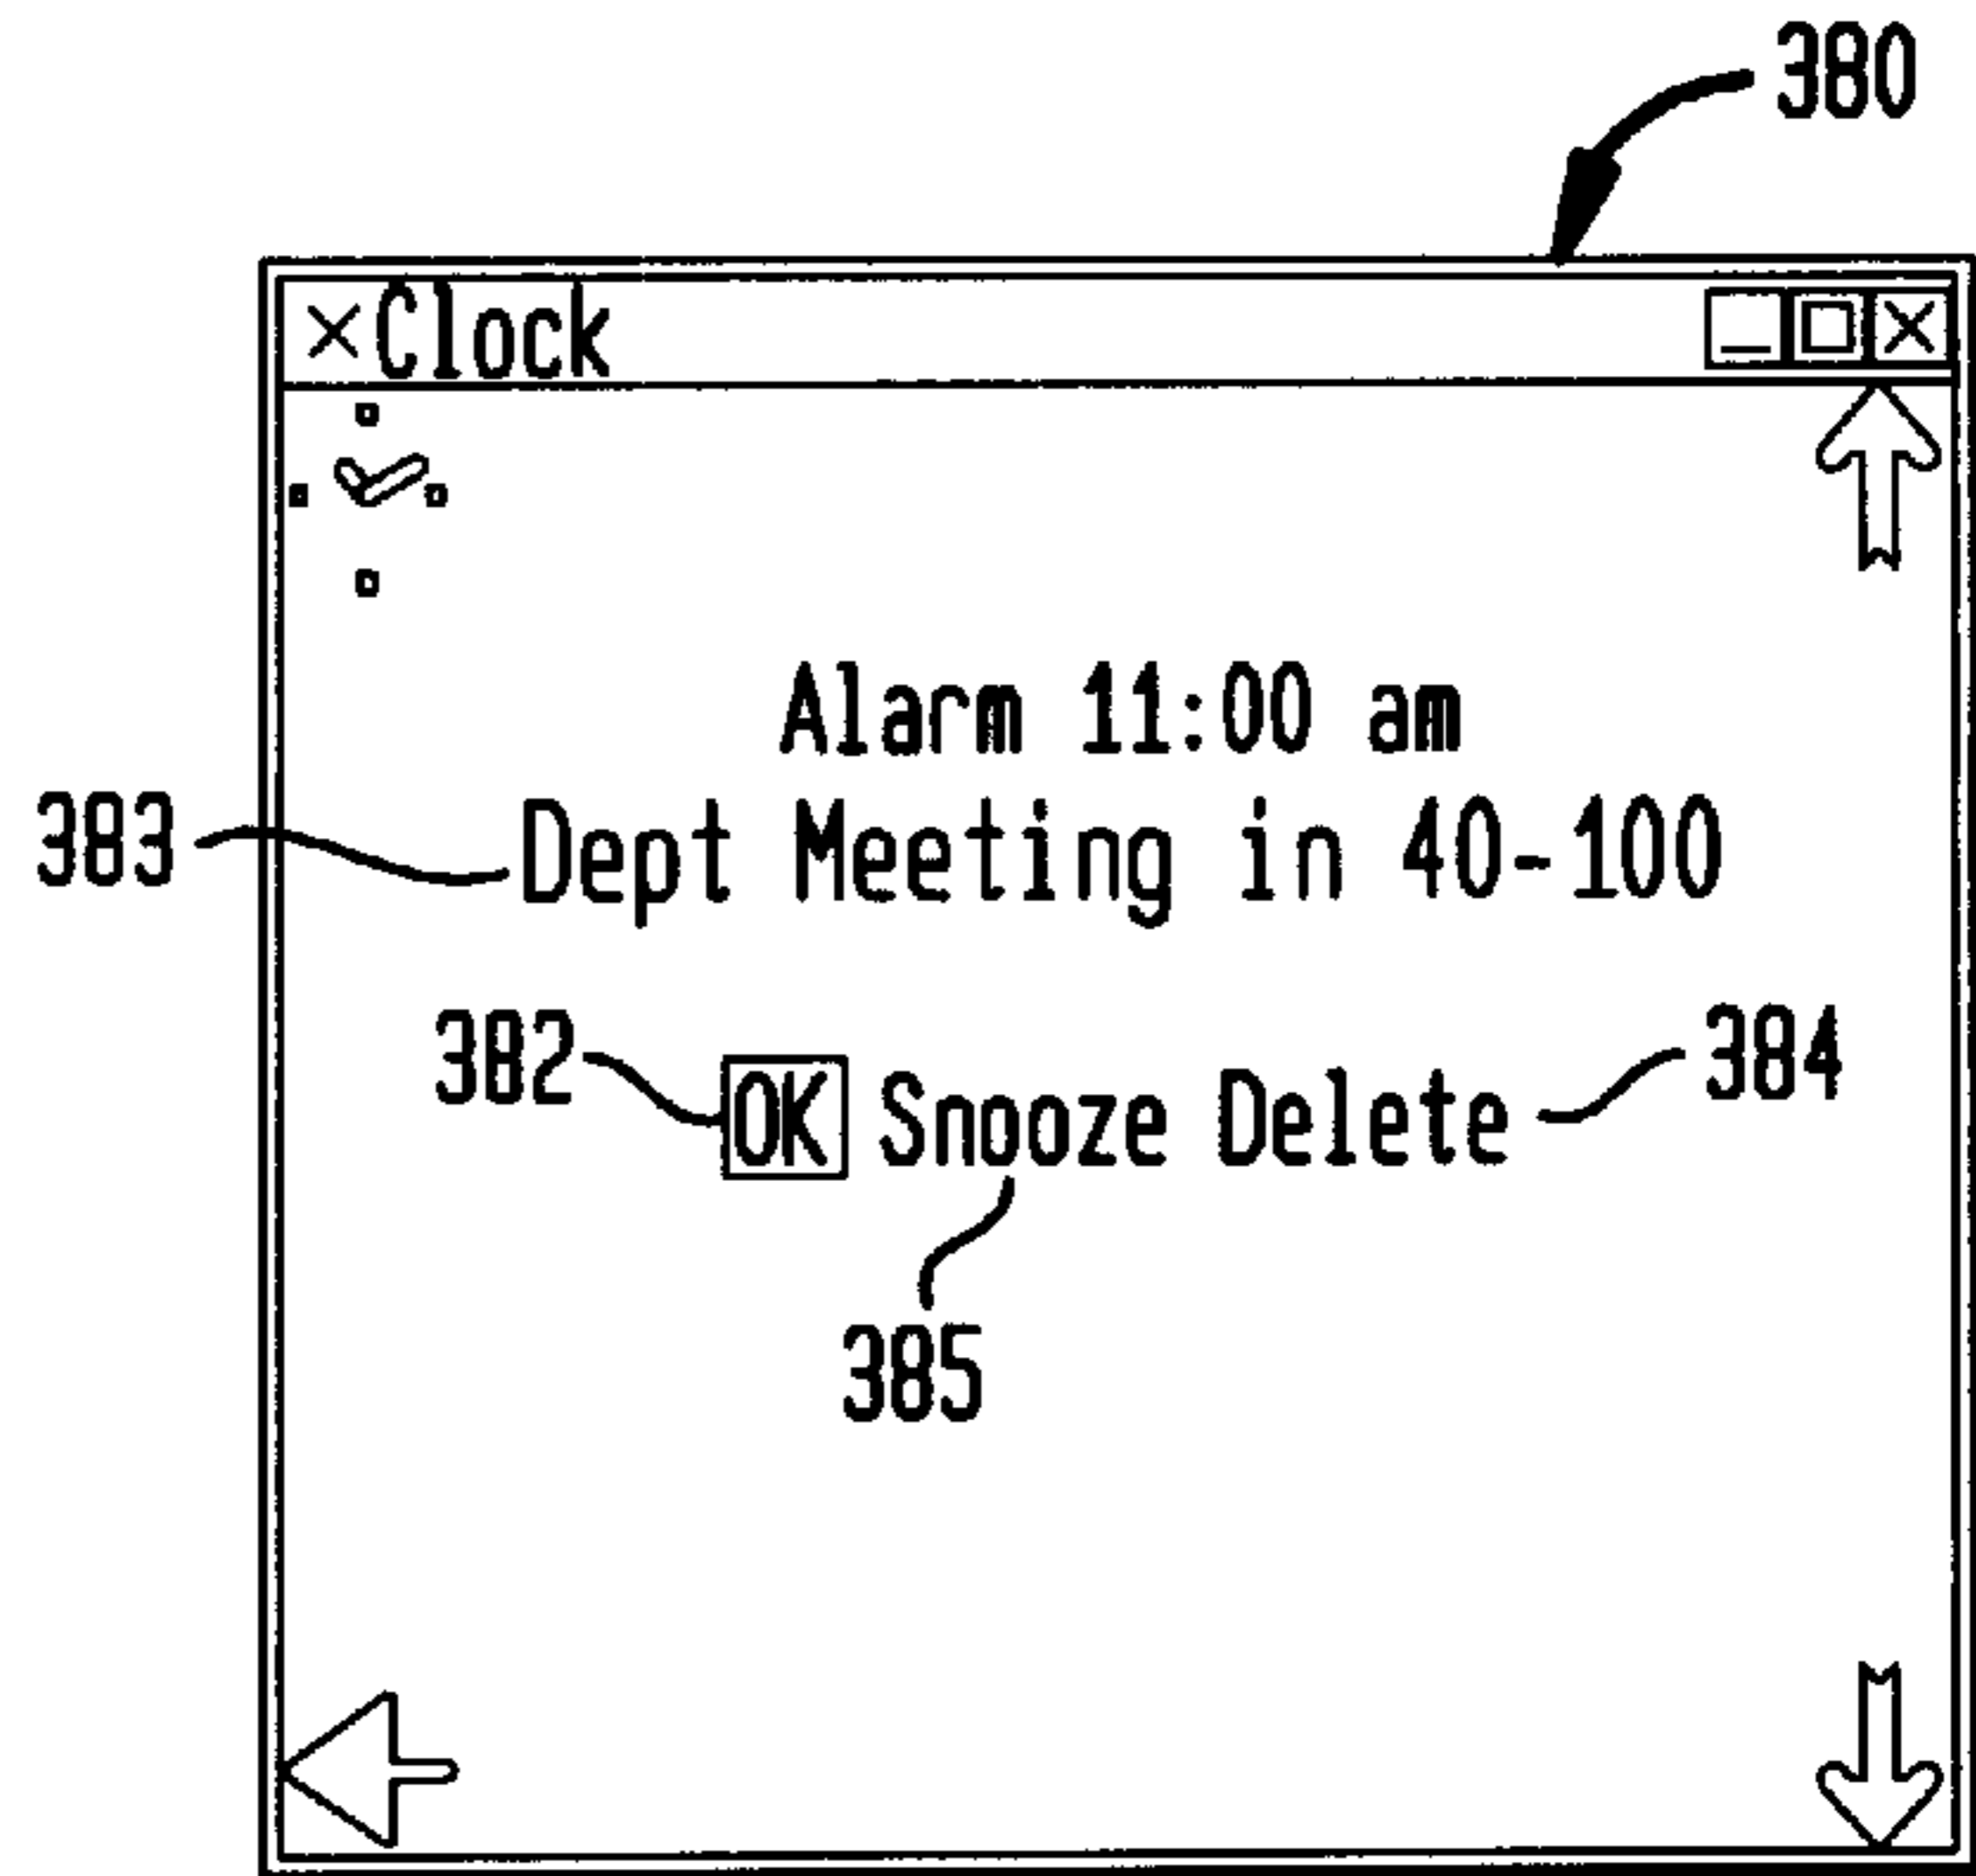 380
×Clock
Alarm 11:00 am
383
Dept Meeting in 40-100
382
384
OK Snooze Delete
385